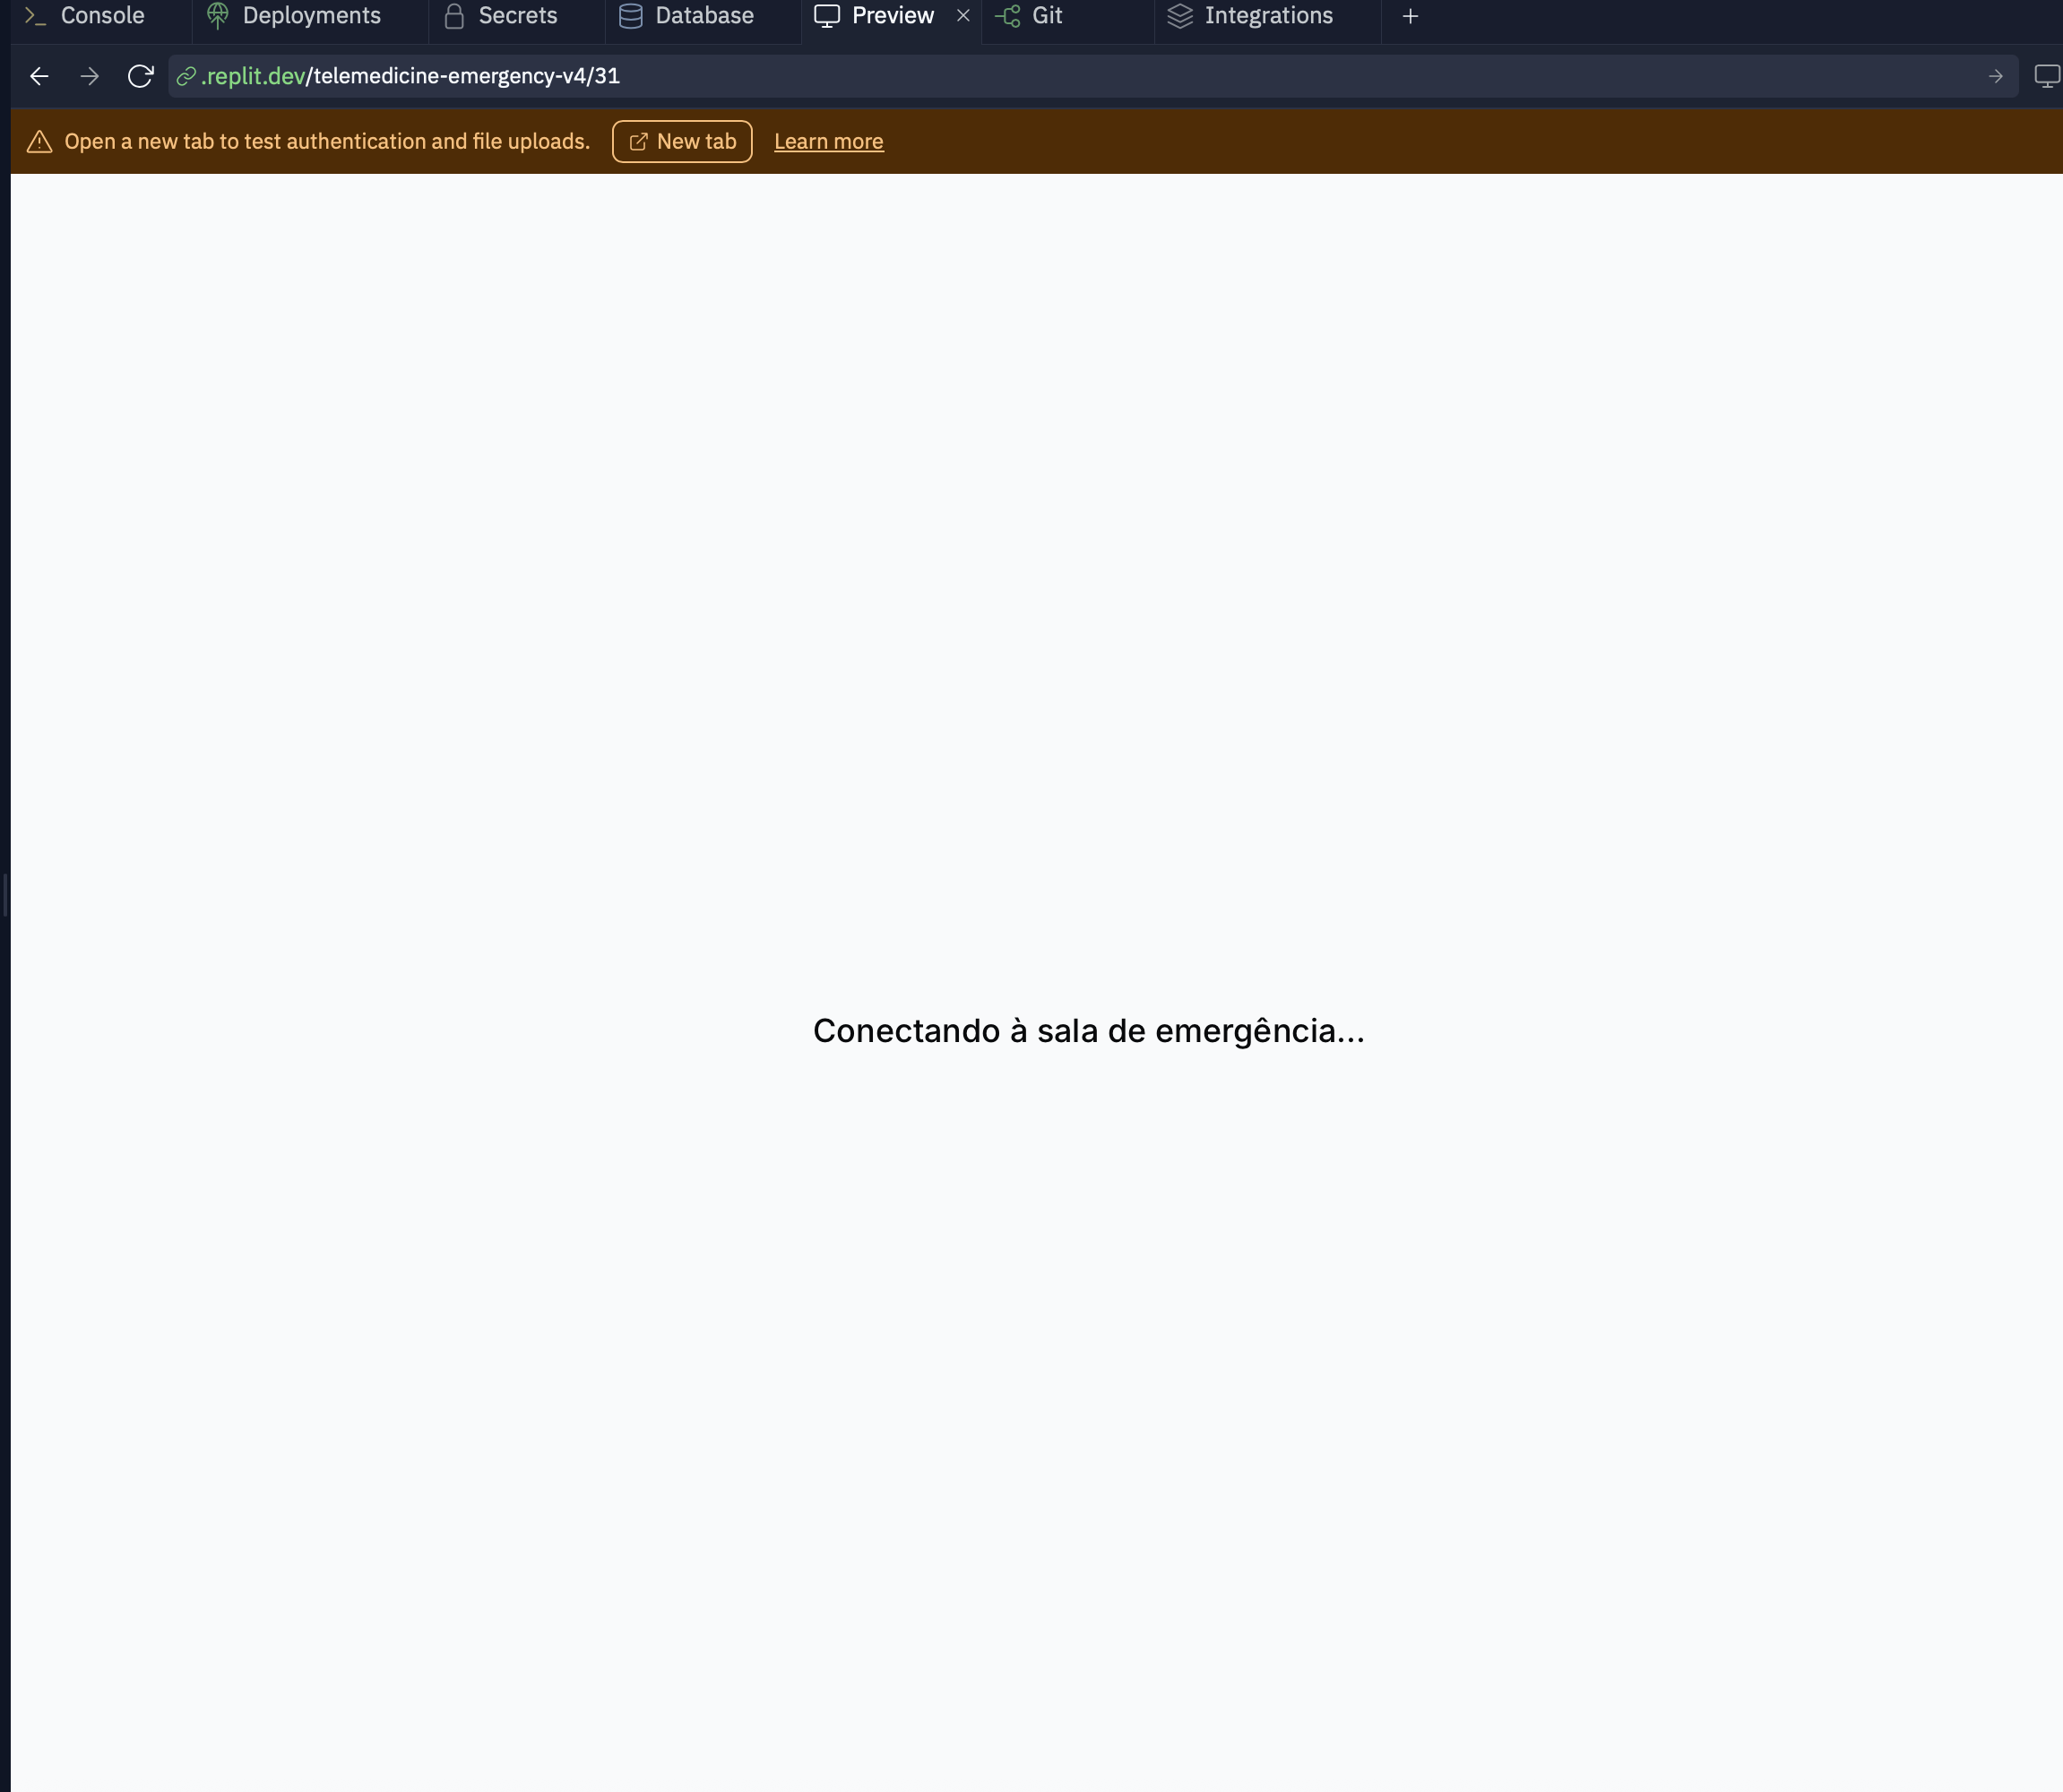 Console Deployments Secrets Database Preview Git Integrations
.replit.dev/telemedicine-emergency-v4/31
Open a new tab to test authentication and file uploads. New tab Learn more
Conectando à sala de emergência...